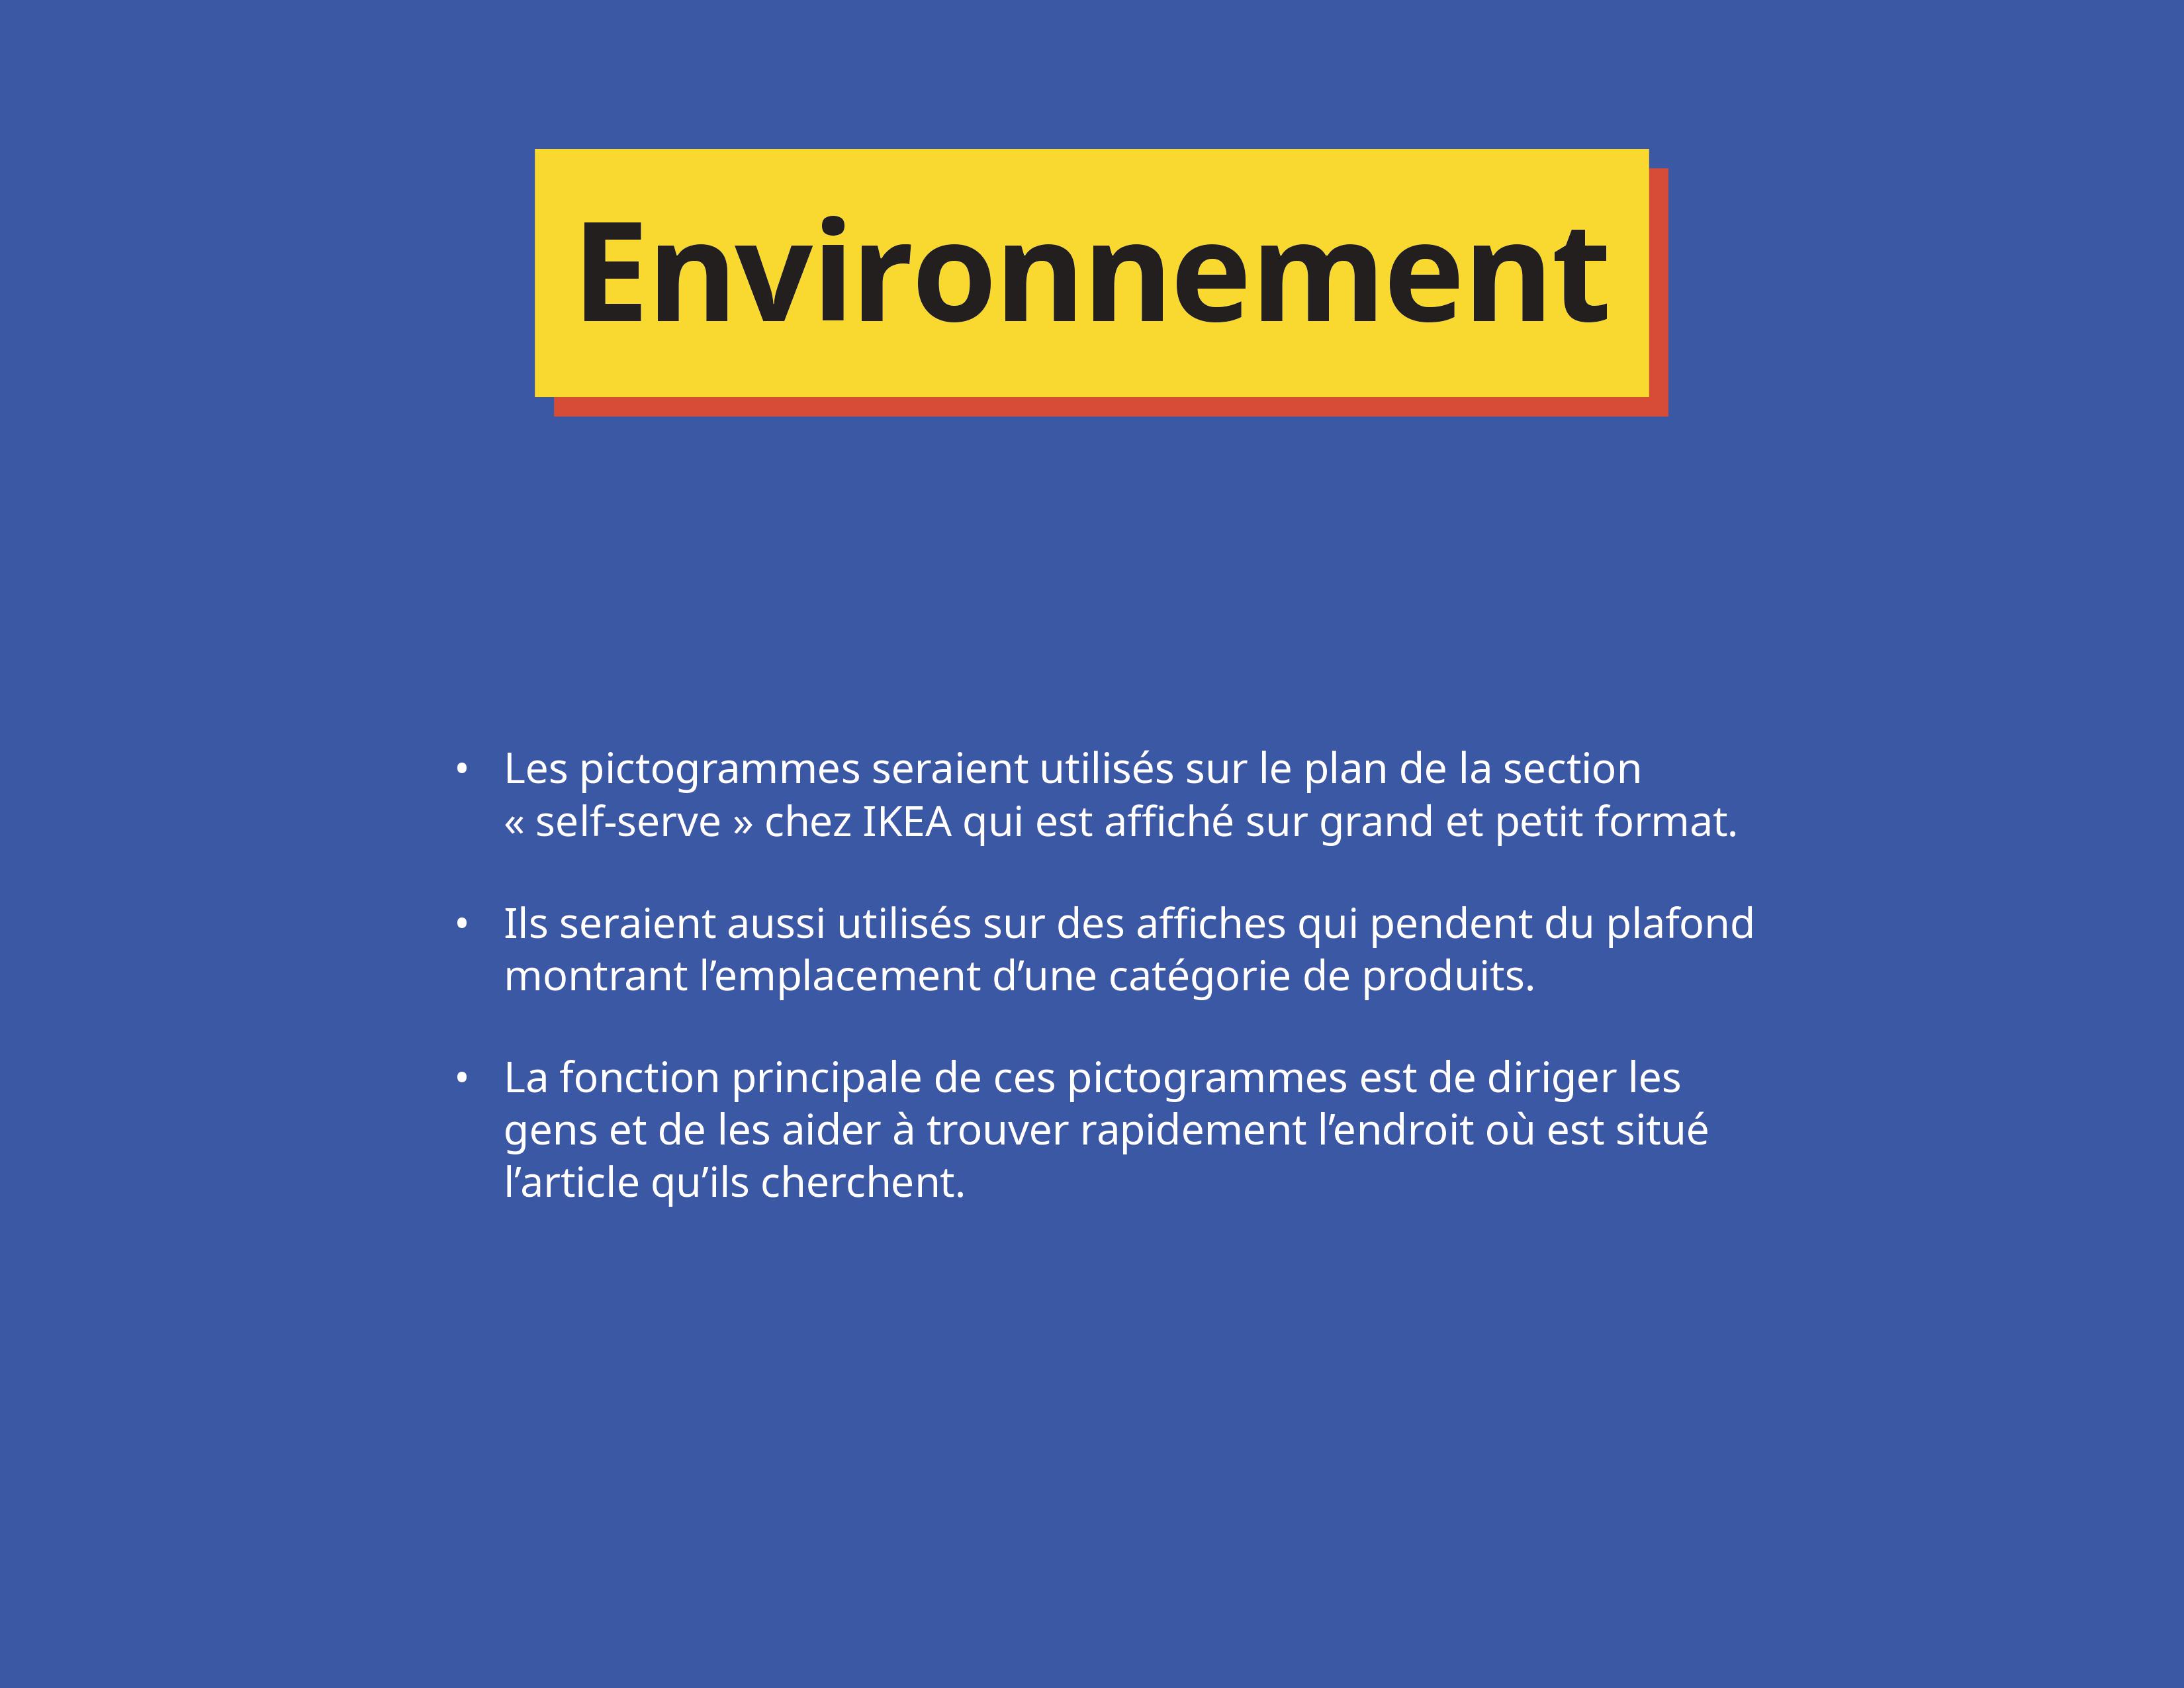 Environnement
• Les pictogrammes seraient utilisés sur le plan de la section
« self-serve » chez IKEA qui est affiché sur grand et petit format.
• Ils seraient aussi utilisés sur des affiches qui pendent du plafond
montrant l’emplacement d’une catégorie de produits.
• La fonction principale de ces pictogrammes est de diriger les
gens et de les aider à trouver rapidement l’endroit où est situé
l’article qu’ils cherchent.